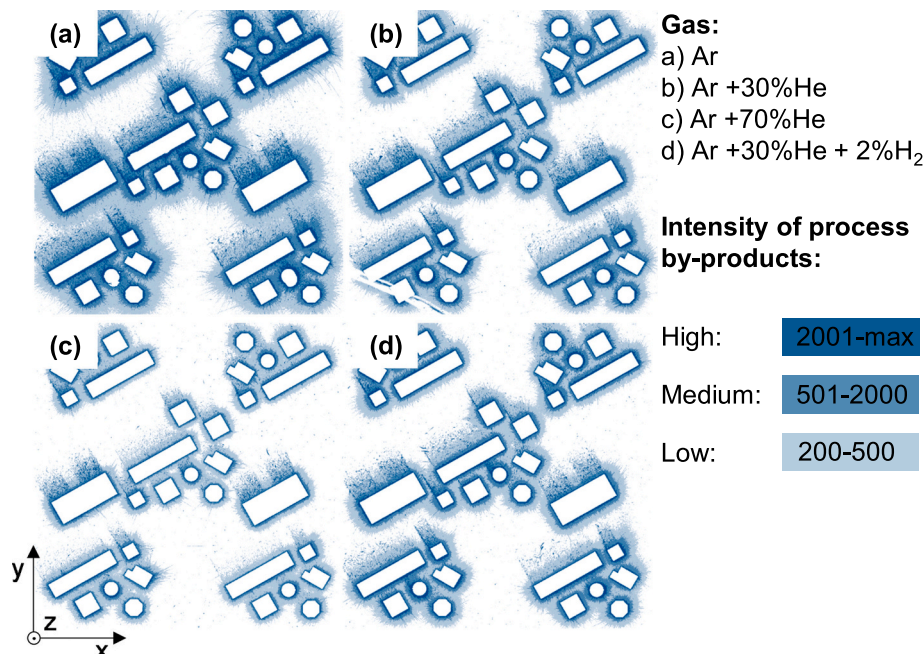 (a)
(b)
(c)
(d)
y
z
x
Gas:
a) Ar
b) Ar +30%He
c) Ar +70%He
d) Ar +30%He + 2%H₂
Intensity of process
by-products:
High: 2001-max
Medium: 501-2000
Low: 200-500